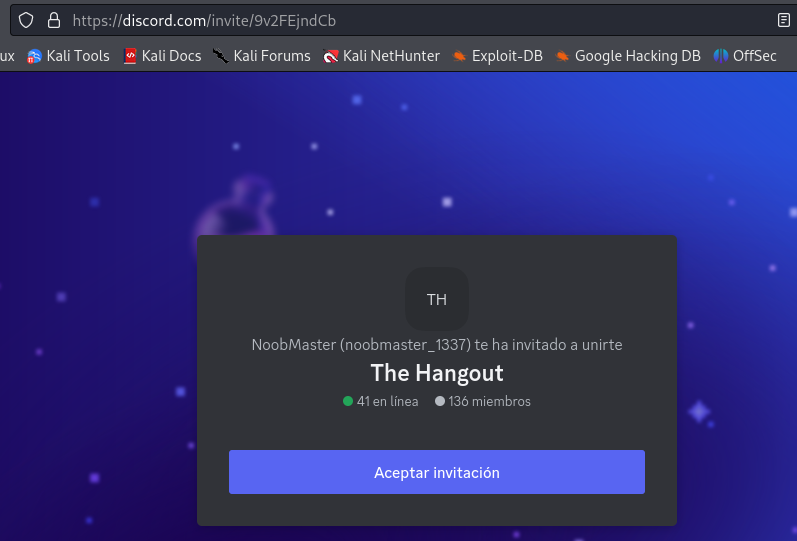 https://discord.com/invite/9v2FEjndCb
ux Kali Tools Kali Docs Kali Forums Kali NetHunter Exploit-DB Google Hacking DB OffSec
TH
NoobMaster (noobmaster_1337) te ha invitado a unirte
The Hangout
41 en línea 136 miembros
Aceptar invitación